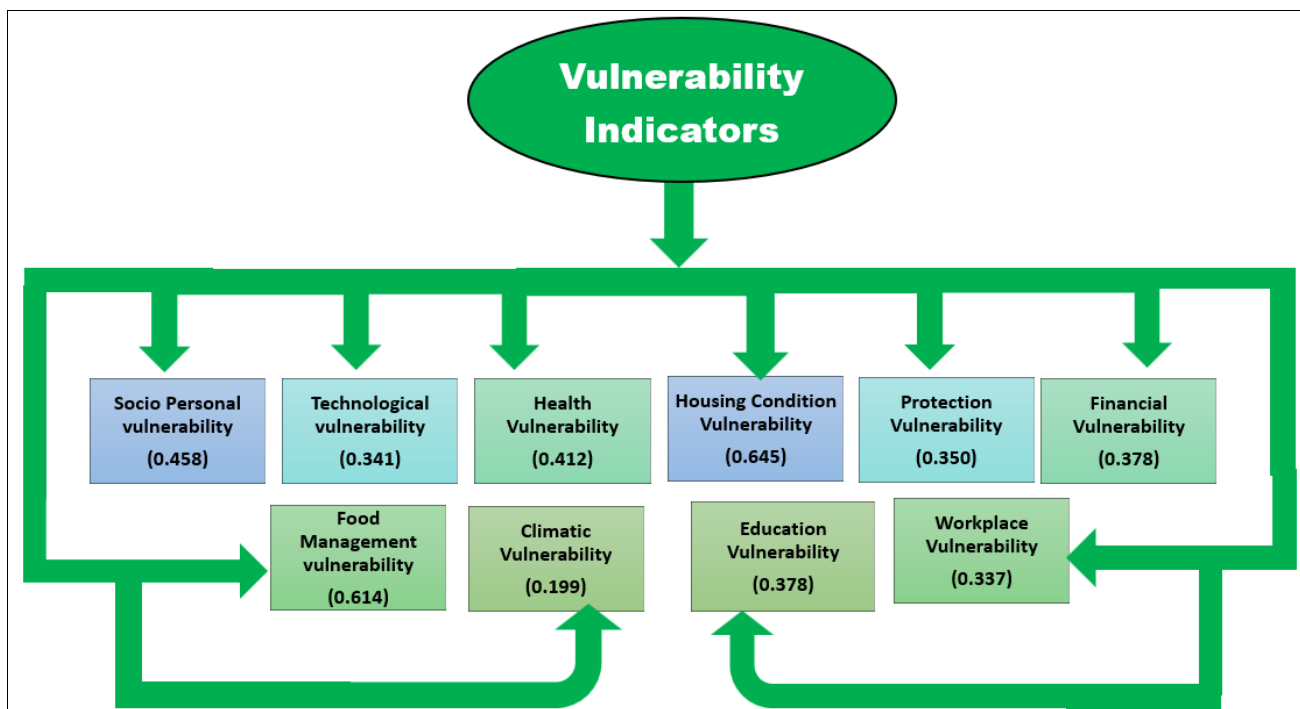 Vulnerability
Indicators
Socio Personal
vulnerability
(0.458)
Technological
vulnerability
(0.341)
Health
Vulnerability
(0.412)
Housing Condition
Vulnerability
(0.645)
Protection
Vulnerability
(0.350)
Financial
Vulnerability
(0.378)
Food
Management
vulnerability
(0.614)
Climatic
Vulnerability
(0.199)
Education
Vulnerability
(0.378)
Workplace
Vulnerability
(0.337)